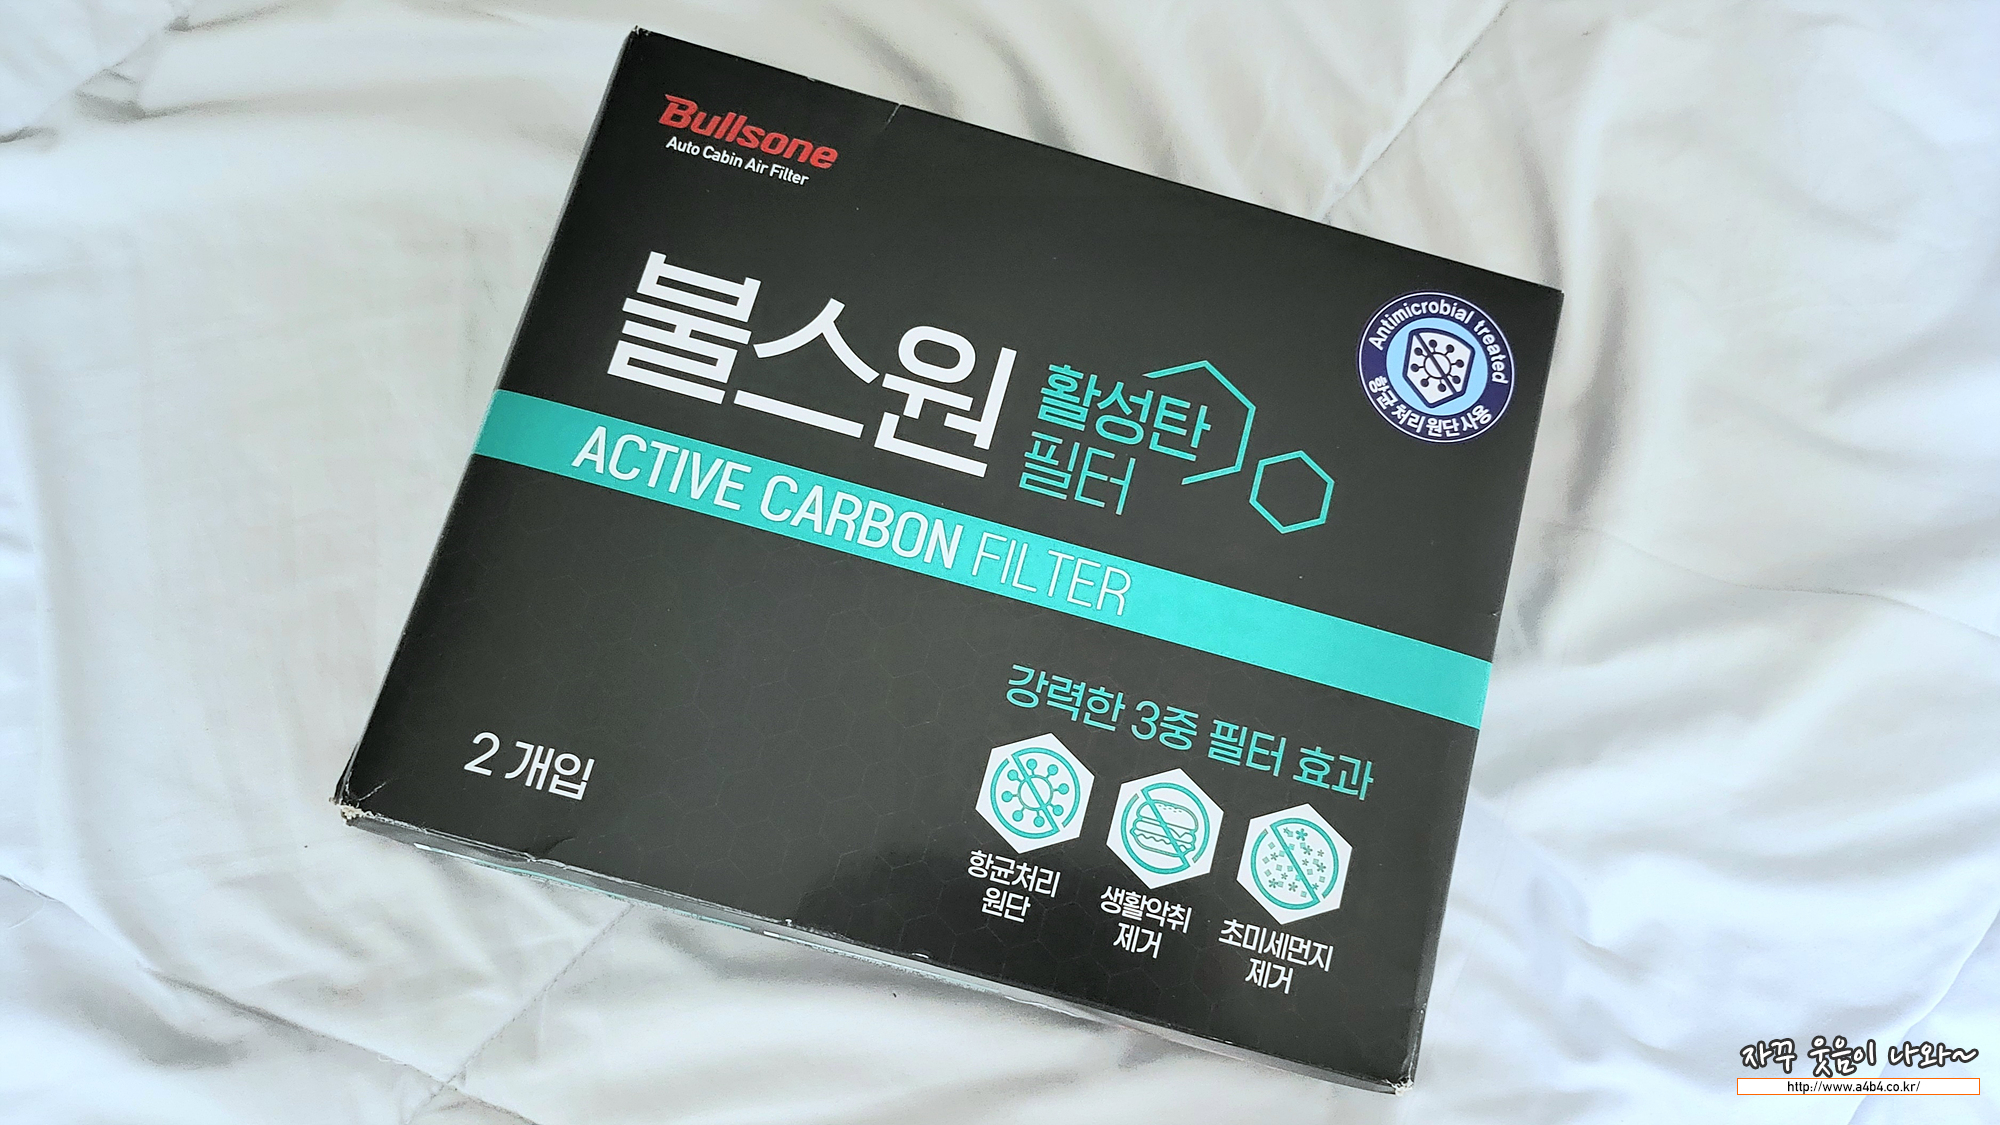 Bullsone
Auto Cabin Air Filter
불스원
활성탄
필터
Antimicrobial treated
항균처리 원단사용
ACTIVE CARBON FILTER
강력한 3중 필터 효과
2 개입
항균처리
원단
생활악취
제거
초미세먼지
제거
자꾸 웃음이 나와~
http://www.a4b4.co.kr/